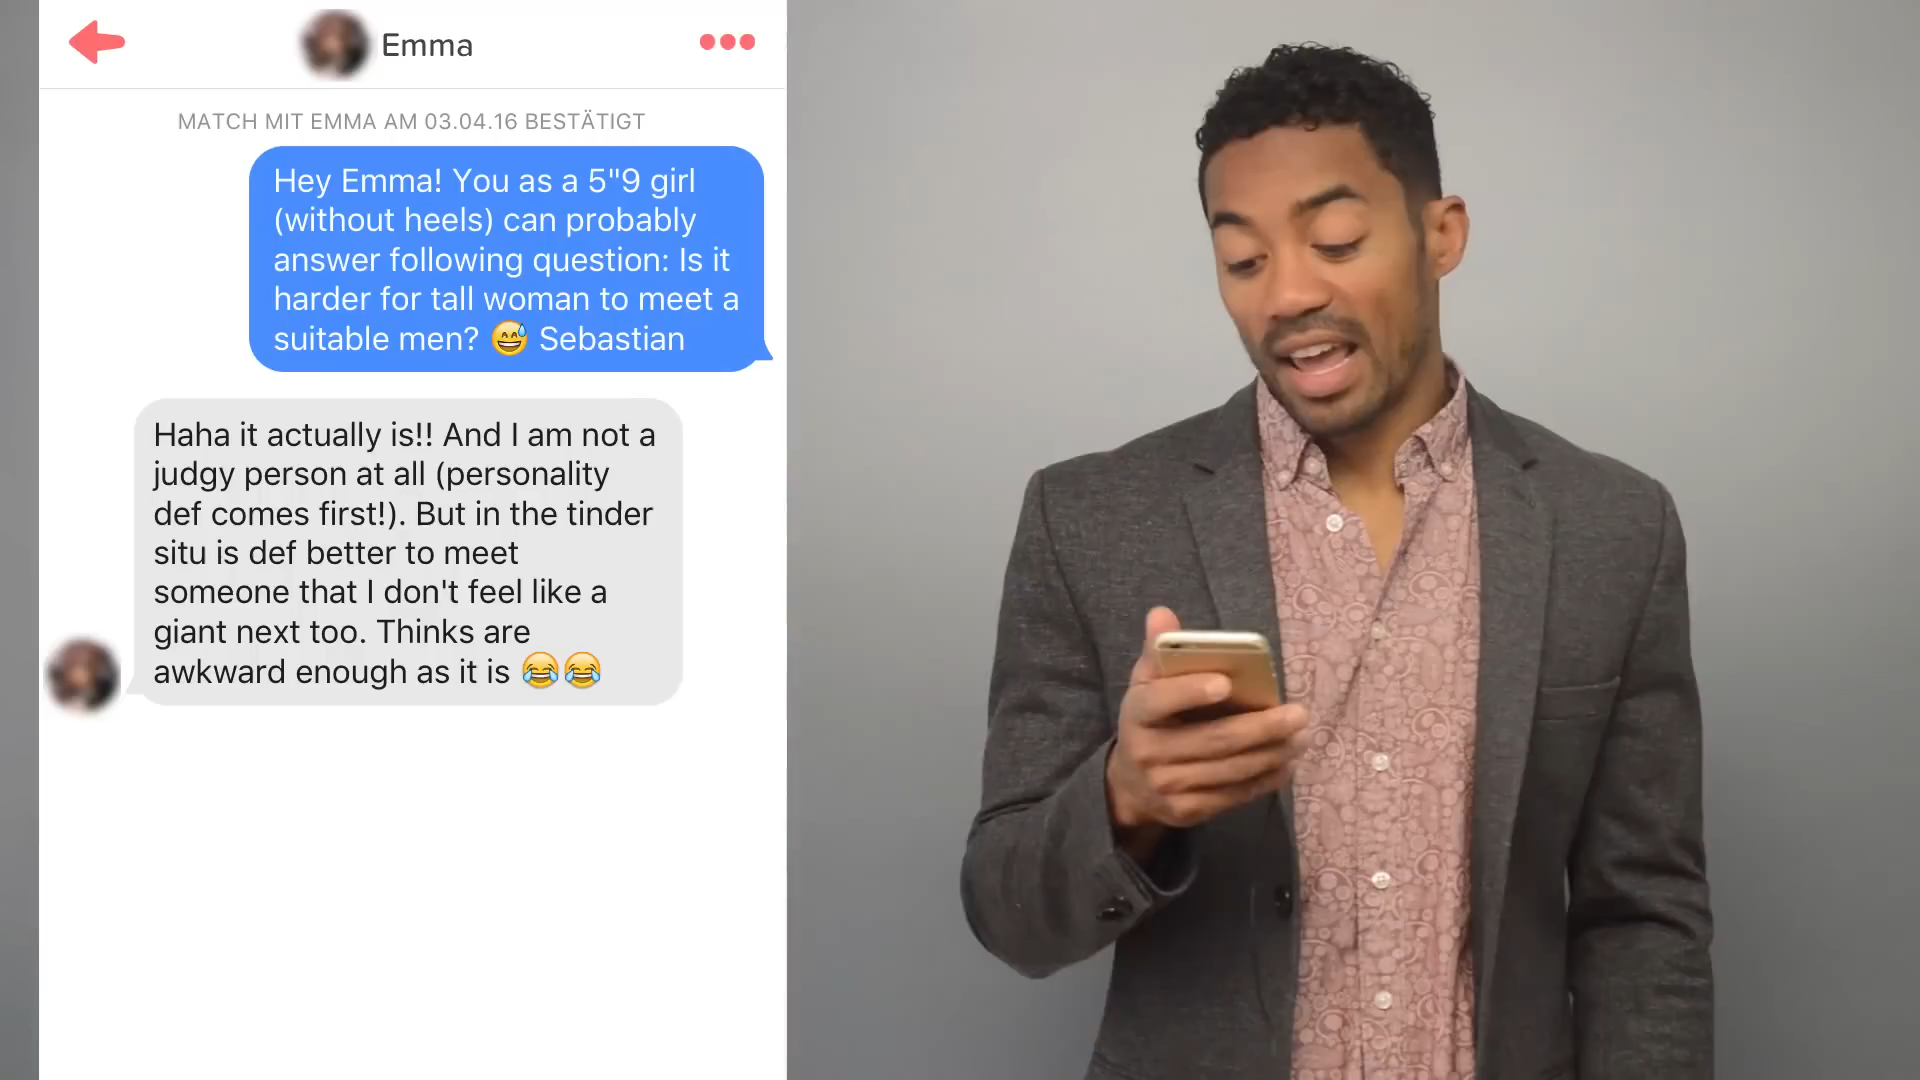 Emma
MATCH MIT EMMA AM 03.04.16 BESTÄTIGT
Hey Emma! You as a 5"9 girl
(without heels) can probably
answer following question: Is it
harder for tall woman to meet a
suitable men? 😅 Sebastian
Haha it actually is!! And I am not a
judgy person at all (personality
def comes first!). But in the tinder
situ is def better to meet
someone that I don't feel like a
giant next too. Thinks are
awkward enough as it is 😂😂